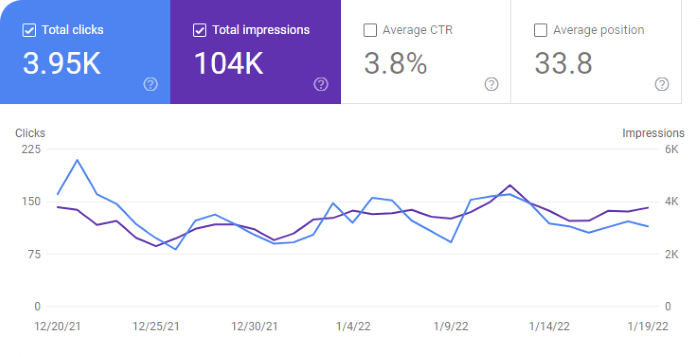 Total clicks
3.95K
Total impressions
104K
Average CTR
3.8%
Average position
33.8
Clicks
Impressions
225
6K
150
4K
75
2K
0
0
12/20/21 12/25/21 12/30/21 1/4/22 1/9/22 1/14/22 1/19/22